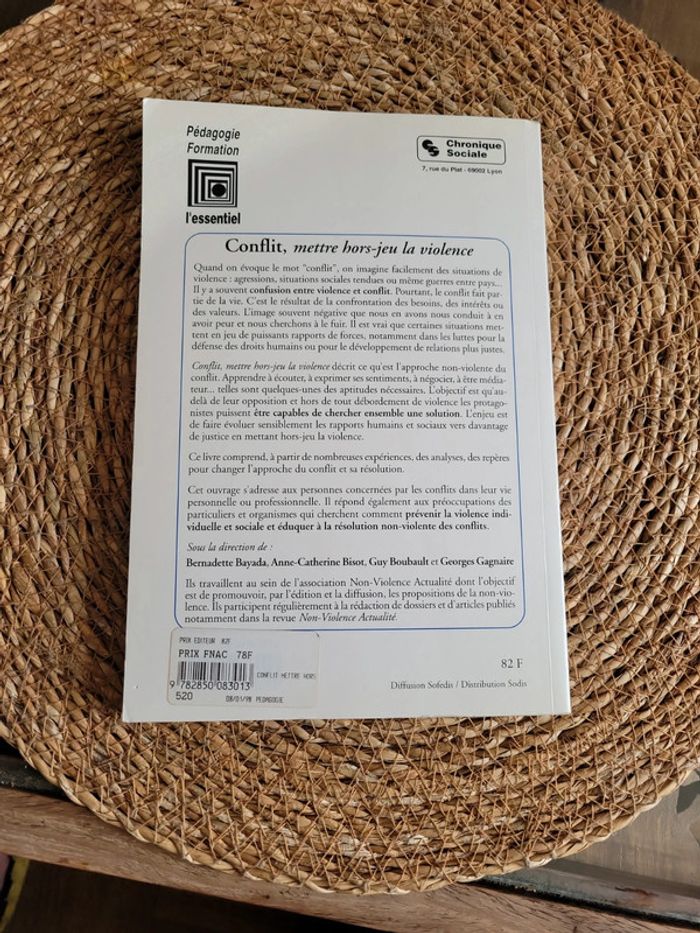 Pédagogie
Formation
l'essentiel
Chronique
Sociale
7, rue du Plat - 69002 Lyon
Conflit, mettre hors-jeu la violence
Quand on évoque le mot "conflit", on imagine facilement des situations de
violence : agressions, situations sociales tendues ou même guerres entre pays...
Il y a souvent confusion entre violence et conflit. Pourtant, le conflit fait par-
tie de la vie. C'est le résultat de la confrontation des besoins, des intérêts ou
des valeurs. L'image souvent négative que nous en avons nous conduit à en
avoir peur et nous cherchons à le fuir. Il est vrai que certaines situations met-
tent en jeu de puissants rapports de forces, notamment dans les luttes pour la
défense des droits humains ou pour le développement de relations plus justes.
Conflit, mettre hors-jeu la violence décrit ce qu'est l'approche non-violente du
conflit. Apprendre à écouter, à exprimer ses sentiments, à négocier, à être média-
teur... telles sont quelques-unes des aptitudes nécessaires. L'objectif est qu'au-
delà de leur opposition et hors de tout débordement de violence les protago-
nistes puissent être capables de chercher ensemble une solution. L'enjeu est
de faire évoluer sensiblement les rapports humains et sociaux vers davantage
de justice en mettant hors-jeu la violence.
Ce livre comprend, à partir de nombreuses expériences, des analyses, des repères
pour changer l'approche du conflit et sa résolution.
Cet ouvrage s'adresse aux personnes concernées par les conflits dans leur vie
personnelle ou professionnelle. Il répond également aux préoccupations des
particuliers et organismes qui cherchent comment prévenir la violence indi-
viduelle et sociale et éduquer à la résolution non-violente des conflits.
Sous la direction de :
Bernadette Bayada, Anne-Catherine Bisot, Guy Boubault et Georges Gagnaire
Ils travaillent au sein de l'association Non-Violence Actualité dont l'objectif
est de promouvoir, par l'édition et la diffusion, les propositions de la non-vio-
lence. Ils participent régulièrement à la rédaction de dossiers et d'articles publiés
notamment dans la revue Non-Violence Actualité.
PRIX EDITEUR 82F
PRIX FNAC 78F
CONFLIT METTRE HORS
9 782850 083013
520
08/01/98 PEDAGOGIE
82 F
Diffusion Sofedis / Distribution Sodis